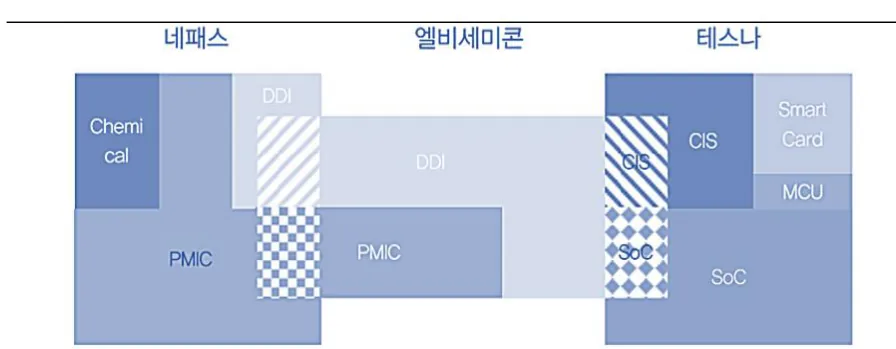 네패스
엘비세미콘
테스나
DDI
Chemi
cal
PMIC
DDI
PMIC
CIS
SoC
CIS
Smart
Card
MCU
SoC